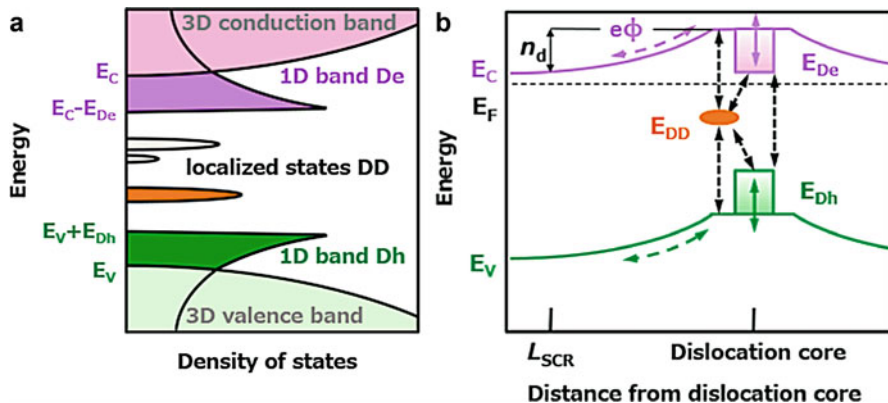 a
3D conduction band
E_C
1D band De
E_C-E_De
localized states DD
E_V+E_Dh
1D band Dh
E_V
3D valence band
Energy
Density of states
b
eϕ
n_d
E_C
E_De
E_F
E_DD
E_Dh
E_V
Energy
L_SCR
Dislocation core
Distance from dislocation core